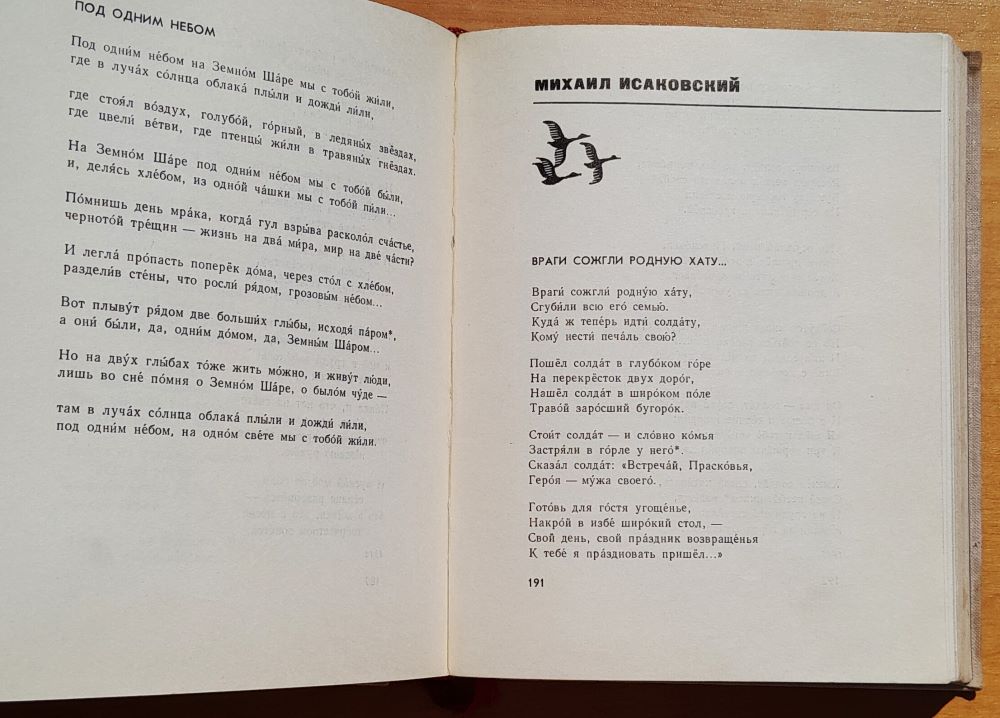 ПОД ОДНИМ НЕБОМ
Под одни́м не́бом на Земно́м Ша́ре мы с тобо́й жи́ли,
где в луча́х со́лнца облака́ плы́ли и дожди́ ли́ли,
где стоя́л во́здух, голубо́й, го́рный, в ледяны́х звёздах,
где цвели́ ве́тви, где птенцы́ жи́ли в травяны́х гнёздах.
На Земно́м Ша́ре под одни́м не́бом мы с тобо́й бы́ли,
и, деля́сь хле́бом, из одно́й ча́шки мы с тобо́й пи́ли...
По́мнишь день мра́ка, когда́ гул взры́ва расколо́л сча́стье,
черното́й тре́щин — жизнь на два́ ми́ра, мир на две́ ча́сти?
И легла́ про́пасть поперёк до́ма, через сто́л с хле́бом,
раздели́в сте́ны, что росли́ ря́дом, грозовы́м не́бом...
Вот плыву́т ря́дом две больши́х глы́бы, исходя́ па́ром*,
а они́ бы́ли, да, одни́м до́мом, да, Земны́м Ша́ром...
Но на дву́х глы́бах то́же жить мо́жно, и живу́т лю́ди,
лишь во сне́ по́мня о Земно́м Ша́ре, о было́м чу́де —
там в луча́х со́лнца облака́ плы́ли и дожди́ ли́ли,
под одни́м не́бом, на одно́м све́те мы с тобо́й жи́ли.
МИХАИЛ ИСАКОВСКИЙ
ВРАГИ СОЖГЛИ РОДНУЮ ХАТУ...
Враги́ сожгли́ родну́ю ха́ту,
Сгуби́ли всю его́ семью́.
Куда́ ж тепе́рь идти́ солда́ту,
Кому́ нести́ печа́ль свою́?
Пошёл солда́т в глубо́ком го́ре
На перекрёсток двух доро́г,
Нашёл солда́т в широ́ком по́ле
Траво́й заро́сший бугоро́к.
Стои́т солда́т — и сло́вно ко́мья
Застря́ли в го́рле у него́*.
Сказа́л солда́т: «Встреча́й, Праско́вья,
Геро́я — му́жа своего́.
Гото́вь для го́стя угоще́нье,
Накро́й в избе́ широ́кий стол, —
Свой день, свой пра́здник возвраще́нья
К тебе́ я пра́здновать пришёл...»
191